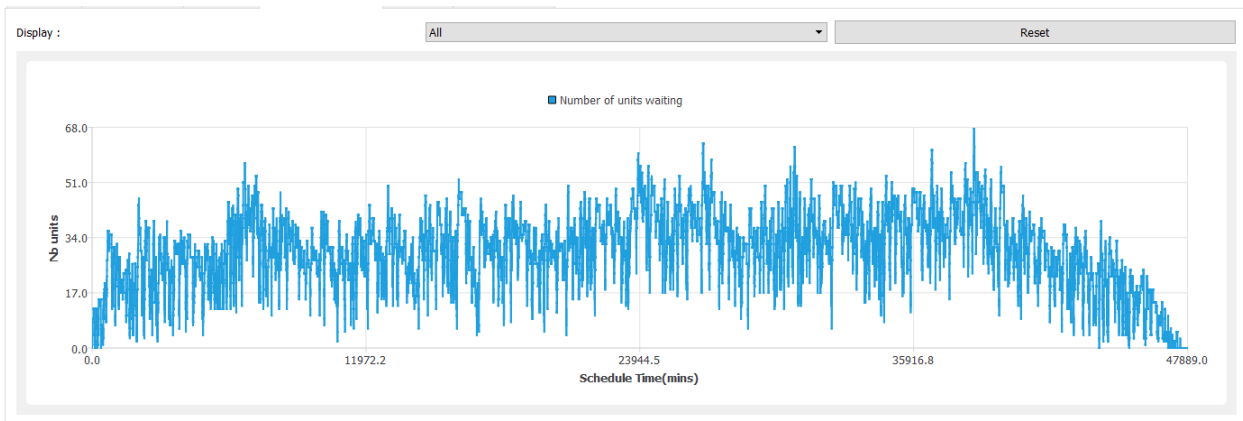 Display :
All
Reset
Number of units waiting
68.0
51.0
34.0
17.0
0.0
Nb units
0.0
11972.2
23944.5
35916.8
47889.0
Schedule Time(mins)